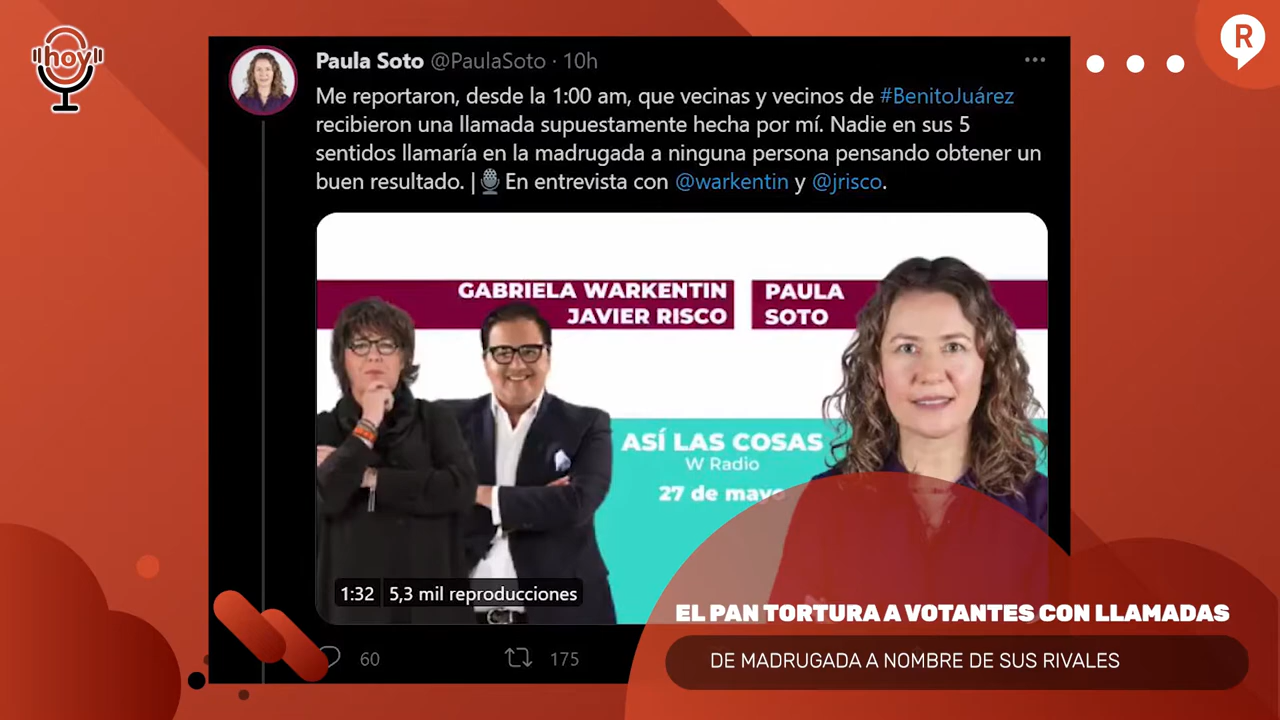 hoy
R
Paula Soto @PaulaSoto · 10h
Me reportaron, desde la 1:00 am, que vecinas y vecinos de #BenitoJuárez
recibieron una llamada supuestamente hecha por mí. Nadie en sus 5
sentidos llamaría en la madrugada a ninguna persona pensando obtener un
buen resultado. | En entrevista con @warkentin y @jrisco.
GABRIELA WARKENTIN
JAVIER RISCO
PAULA
SOTO
ASÍ LAS COSAS
W Radio
27 de mayo
1:32 5,3 mil reproducciones
60 175
EL PAN TORTURA A VOTANTES CON LLAMADAS
DE MADRUGADA A NOMBRE DE SUS RIVALES